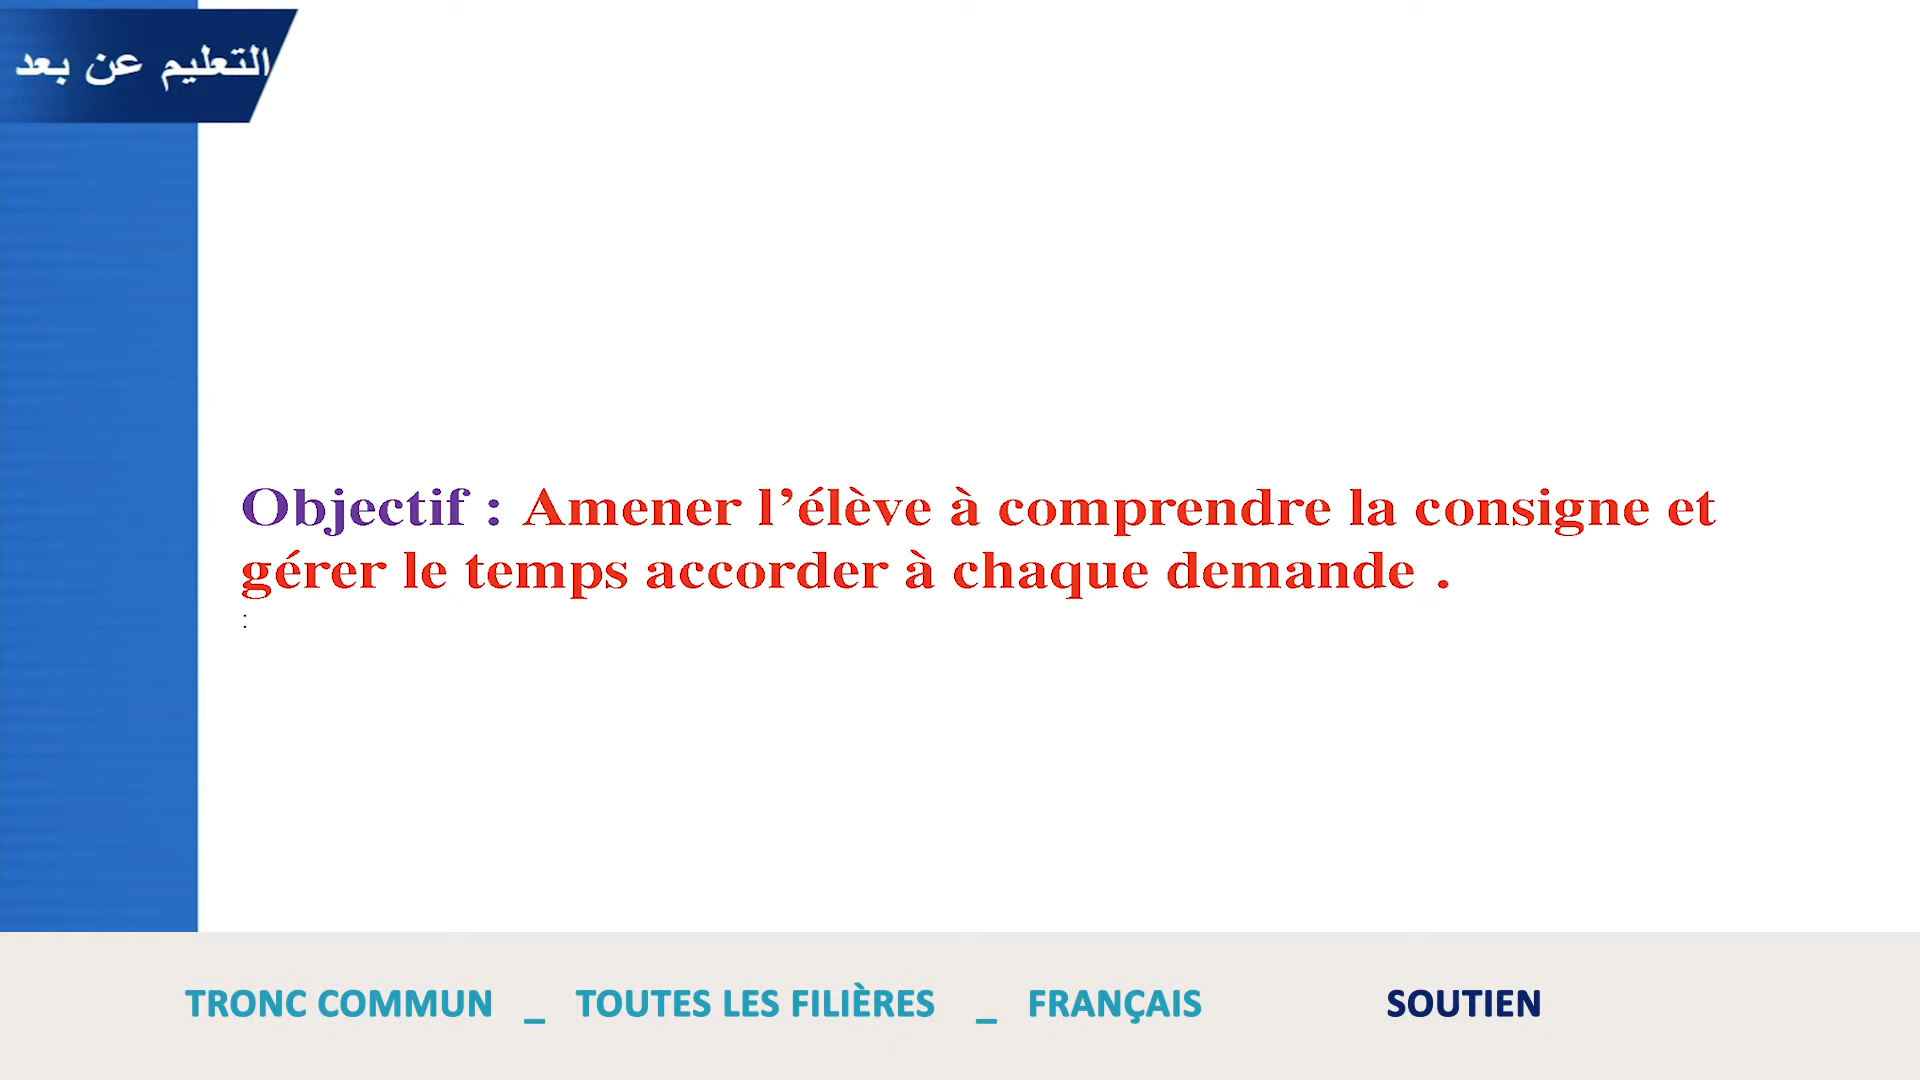 التعليم عن بعد
Objectif : Amener l’élève à comprendre la consigne et
gérer le temps accorder à chaque demande .
:
TRONC COMMUN _ TOUTES LES FILIÈRES _ FRANÇAIS SOUTIEN